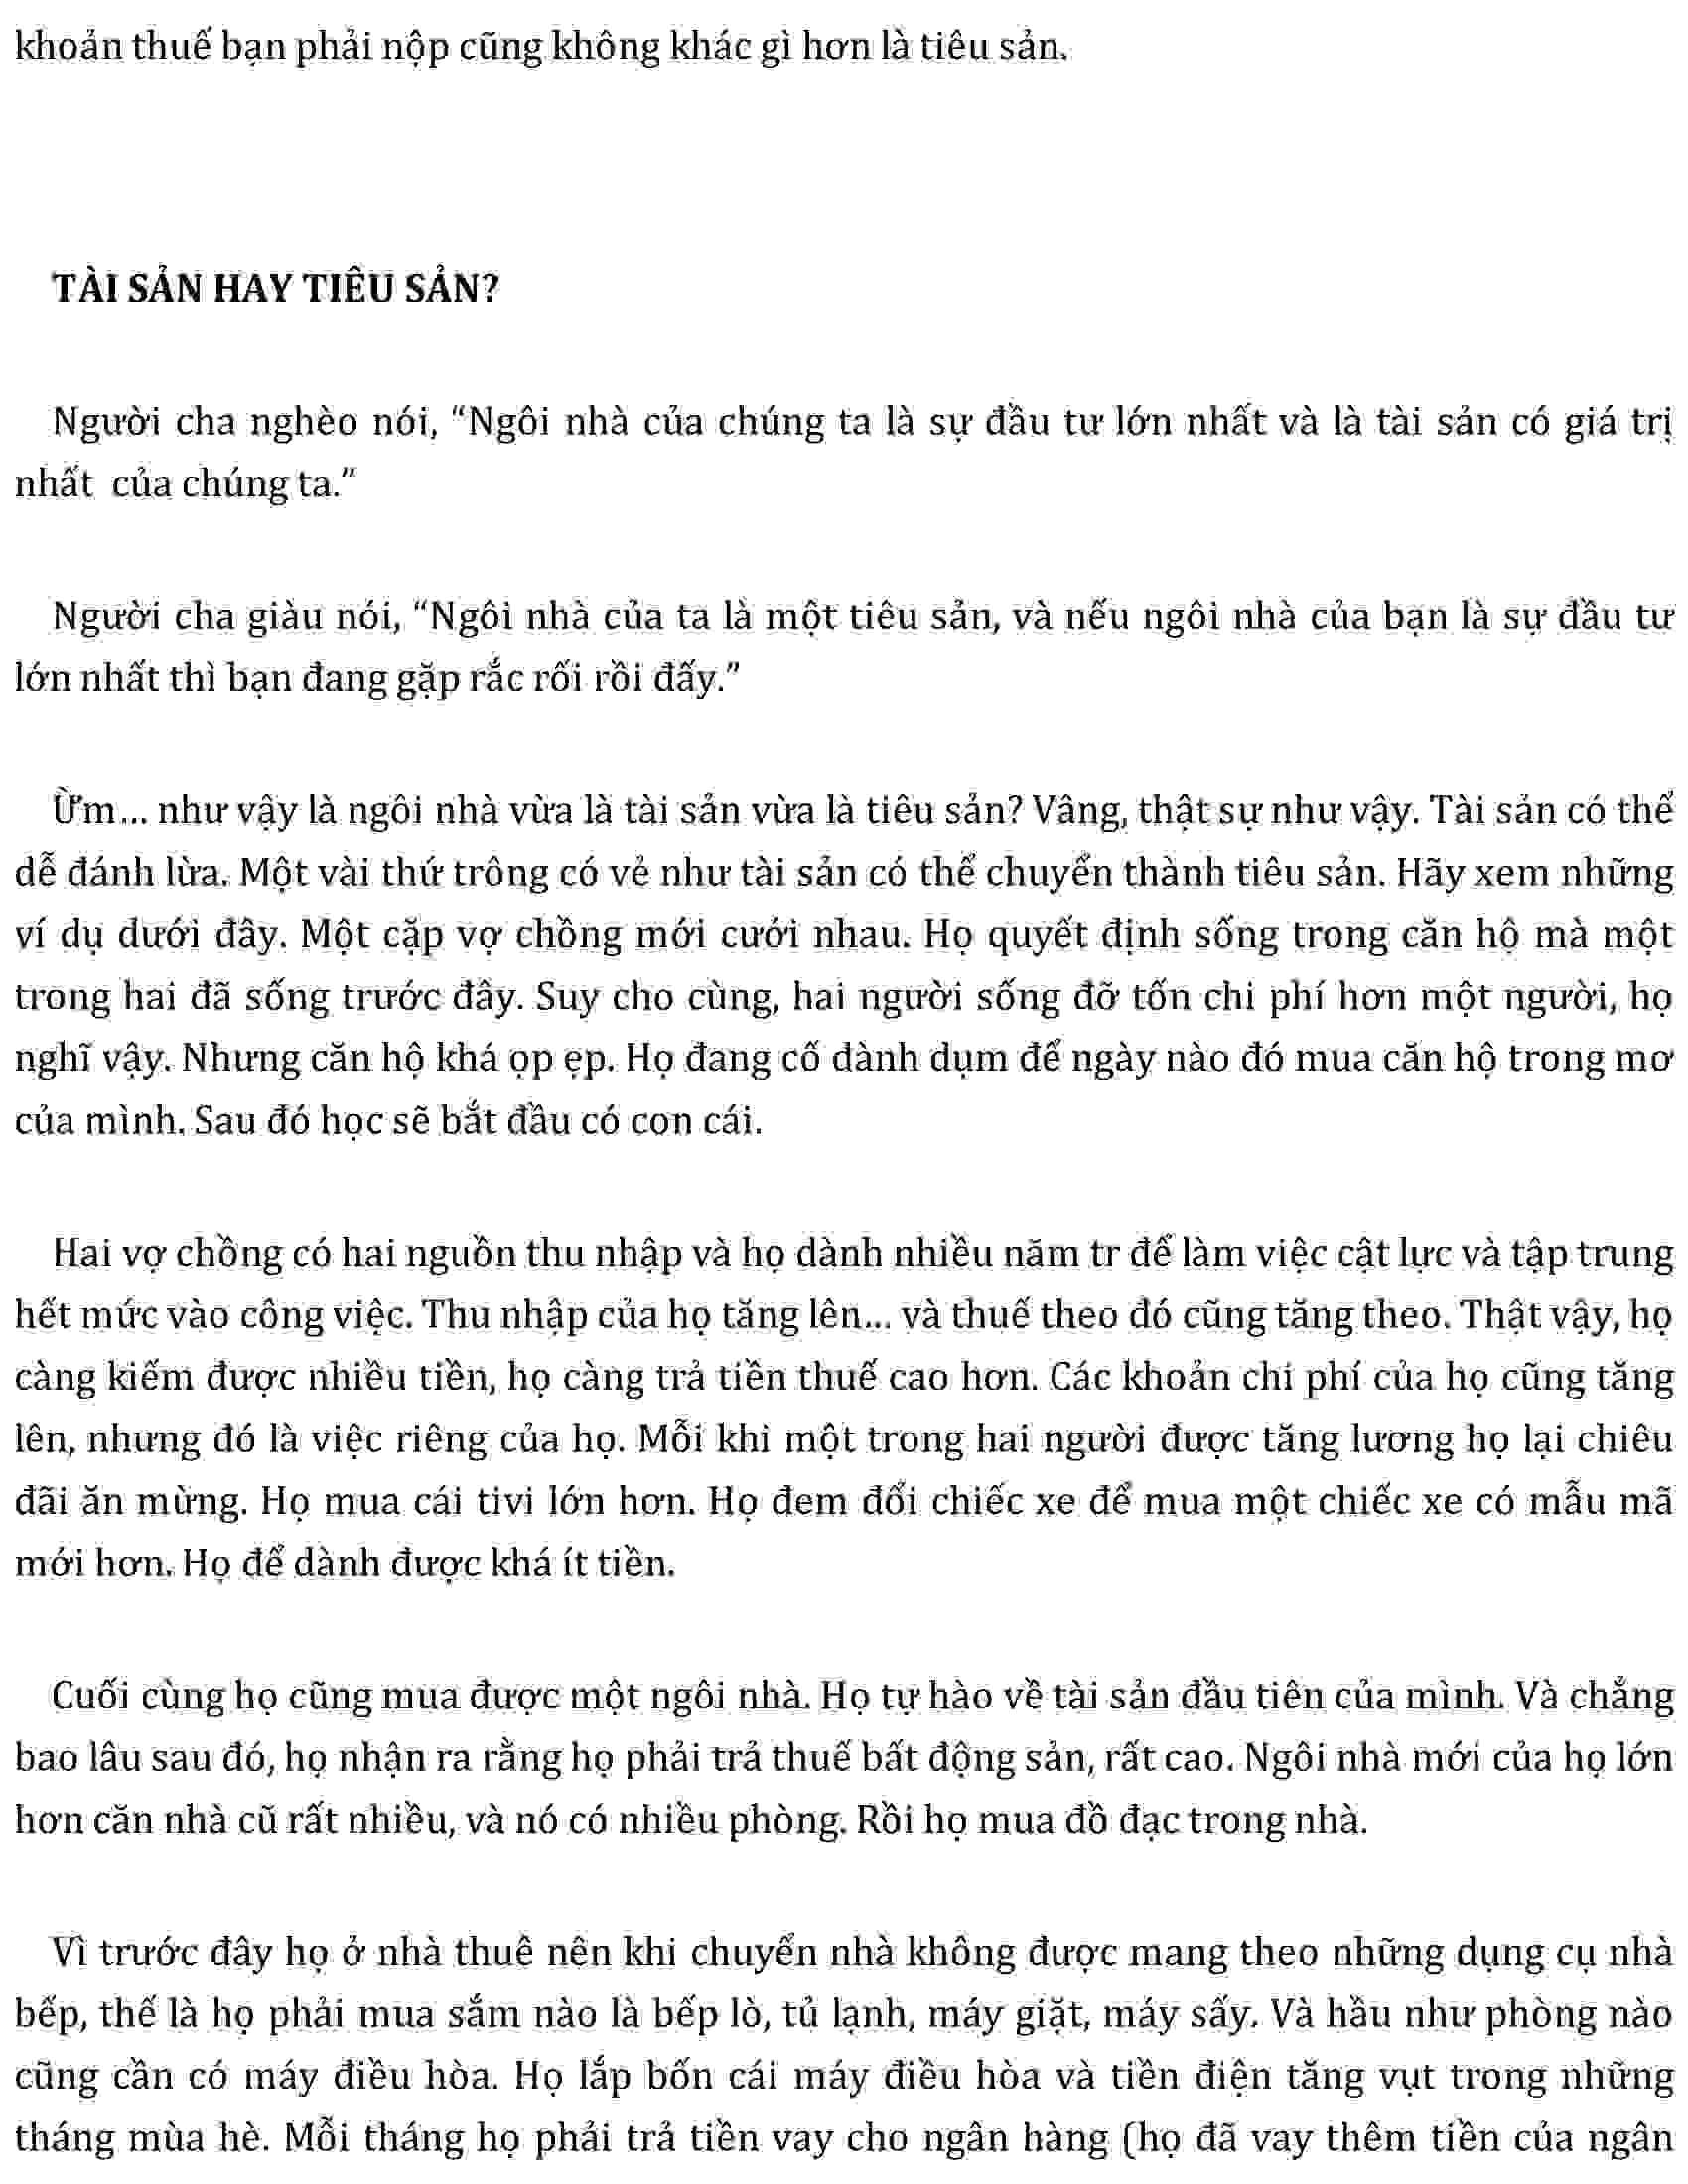 khoản thuế bạn phải nộp cũng không khác gì hơn là tiêu sản.
TÀI SẢN HAY TIÊU SẢN?
Người cha nghèo nói, “Ngôi nhà của chúng ta là sự đầu tư lớn nhất và là tài sản có giá trị
nhất của chúng ta.”
Người cha giàu nói, “Ngôi nhà của ta là một tiêu sản, và nếu ngôi nhà của bạn là sự đầu tư
lớn nhất thì bạn đang gặp rắc rối rồi đấy.”
Ừm... như vậy là ngôi nhà vừa là tài sản vừa là tiêu sản? Vâng, thật sự như vậy. Tài sản có thể
dễ đánh lừa. Một vài thứ trông có vẻ như tài sản có thể chuyển thành tiêu sản. Hãy xem những
ví dụ dưới đây. Một cặp vợ chồng mới cưới nhau. Họ quyết định sống trong căn hộ mà một
trong hai đã sống trước đây. Suy cho cùng, hai người sống đỡ tốn chi phí hơn một người, họ
nghĩ vậy. Nhưng căn hộ khá ọp ẹp. Họ đang cố dành dụm để ngày nào đó mua căn hộ trong mơ
của mình. Sau đó học sẽ bắt đầu có con cái.
Hai vợ chồng có hai nguồn thu nhập và họ dành nhiều năm tr để làm việc cật lực và tập trung
hết mức vào công việc. Thu nhập của họ tăng lên... và thuế theo đó cũng tăng theo. Thật vậy, họ
càng kiếm được nhiều tiền, họ càng trả tiền thuế cao hơn. Các khoản chi phí của họ cũng tăng
lên, nhưng đó là việc riêng của họ. Mỗi khi một trong hai người được tăng lương họ lại chiêu
đãi ăn mừng. Họ mua cái tivi lớn hơn. Họ đem đổi chiếc xe để mua một chiếc xe có mẫu mã
mới hơn. Họ để dành được khá ít tiền.
Cuối cùng họ cũng mua được một ngôi nhà. Họ tự hào về tài sản đầu tiên của mình. Và chẳng
bao lâu sau đó, họ nhận ra rằng họ phải trả thuế bất động sản, rất cao. Ngôi nhà mới của họ lớn
hơn căn nhà cũ rất nhiều, và nó có nhiều phòng. Rồi họ mua đồ đạc trong nhà.
Vì trước đây họ ở nhà thuê nên khi chuyển nhà không được mang theo những dụng cụ nhà
bếp, thế là họ phải mua sắm nào là bếp lò, tủ lạnh, máy giặt, máy sấy. Và hầu như phòng nào
cũng cần có máy điều hòa. Họ lắp bốn cái máy điều hòa và tiền điện tăng vụt trong những
tháng mùa hè. Mỗi tháng họ phải trả tiền vay cho ngân hàng (họ đã vay thêm tiền của ngân